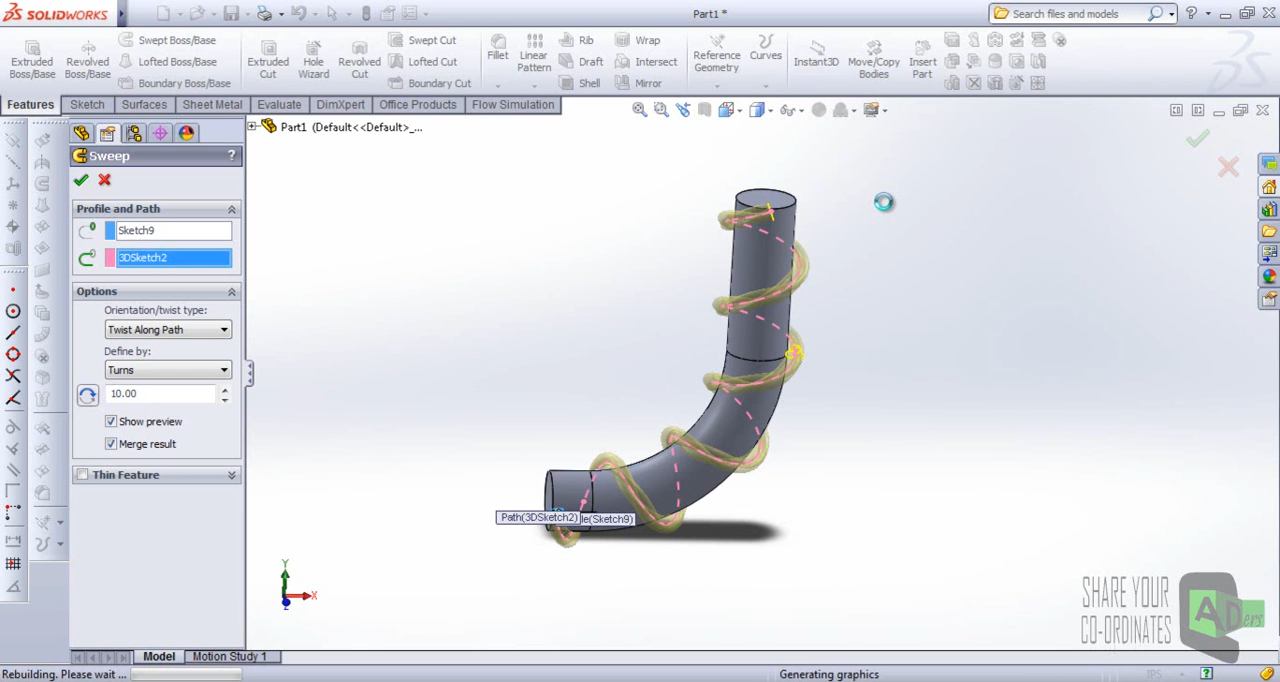 SOLIDWORKS
Part1 *
Search files and models
Extruded Boss/Base
Revolved Boss/Base
Swept Boss/Base
Lofted Boss/Base
Boundary Boss/Base
Extruded Cut
Hole Wizard
Revolved Cut
Swept Cut
Lofted Cut
Boundary Cut
Fillet
Linear Pattern
Rib
Draft
Shell
Wrap
Intersect
Mirror
Reference Geometry
Curves
Instant3D
Move/Copy Bodies
Insert Part
Features Sketch Surfaces Sheet Metal Evaluate DimXpert Office Products Flow Simulation
Part1 (Default<<Default>_...
Sweep ?
Profile and Path
Sketch9
3DSketch2
Options
Orientation/twist type:
Twist Along Path
Define by:
Turns
10.00
Show preview
Merge result
Thin Feature
Path(3DSketch2)
le(Sketch9)
Y
X
Z
SHARE YOUR
CO-ORDINATES
ADers
Model Motion Study 1
Rebuilding. Please wait ...
Generating graphics
IPS